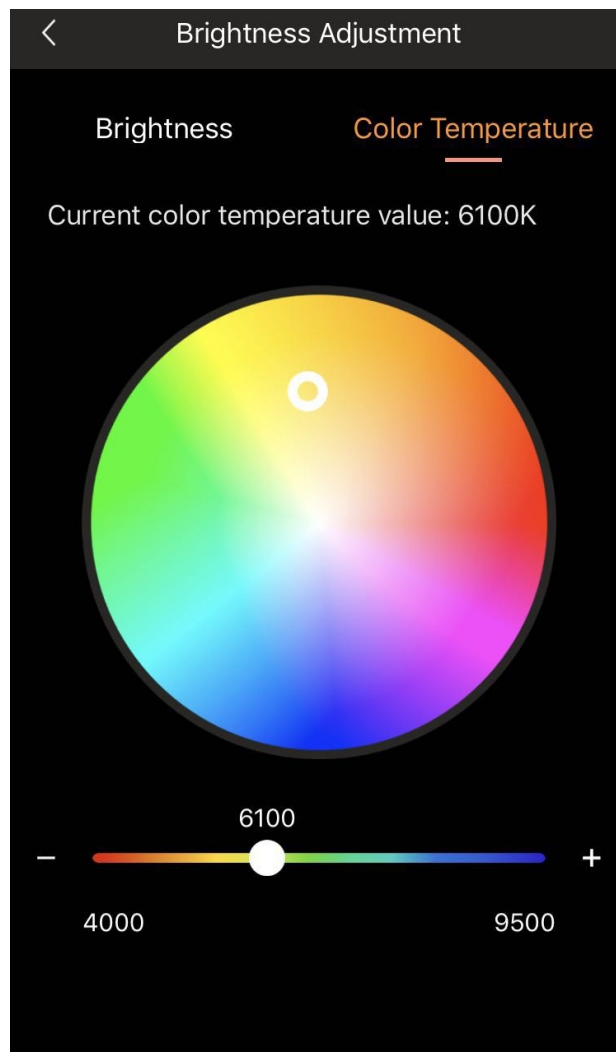 Brightness Adjustment
Brightness Color Temperature
Current color temperature value: 6100K
6100
− +
4000 9500